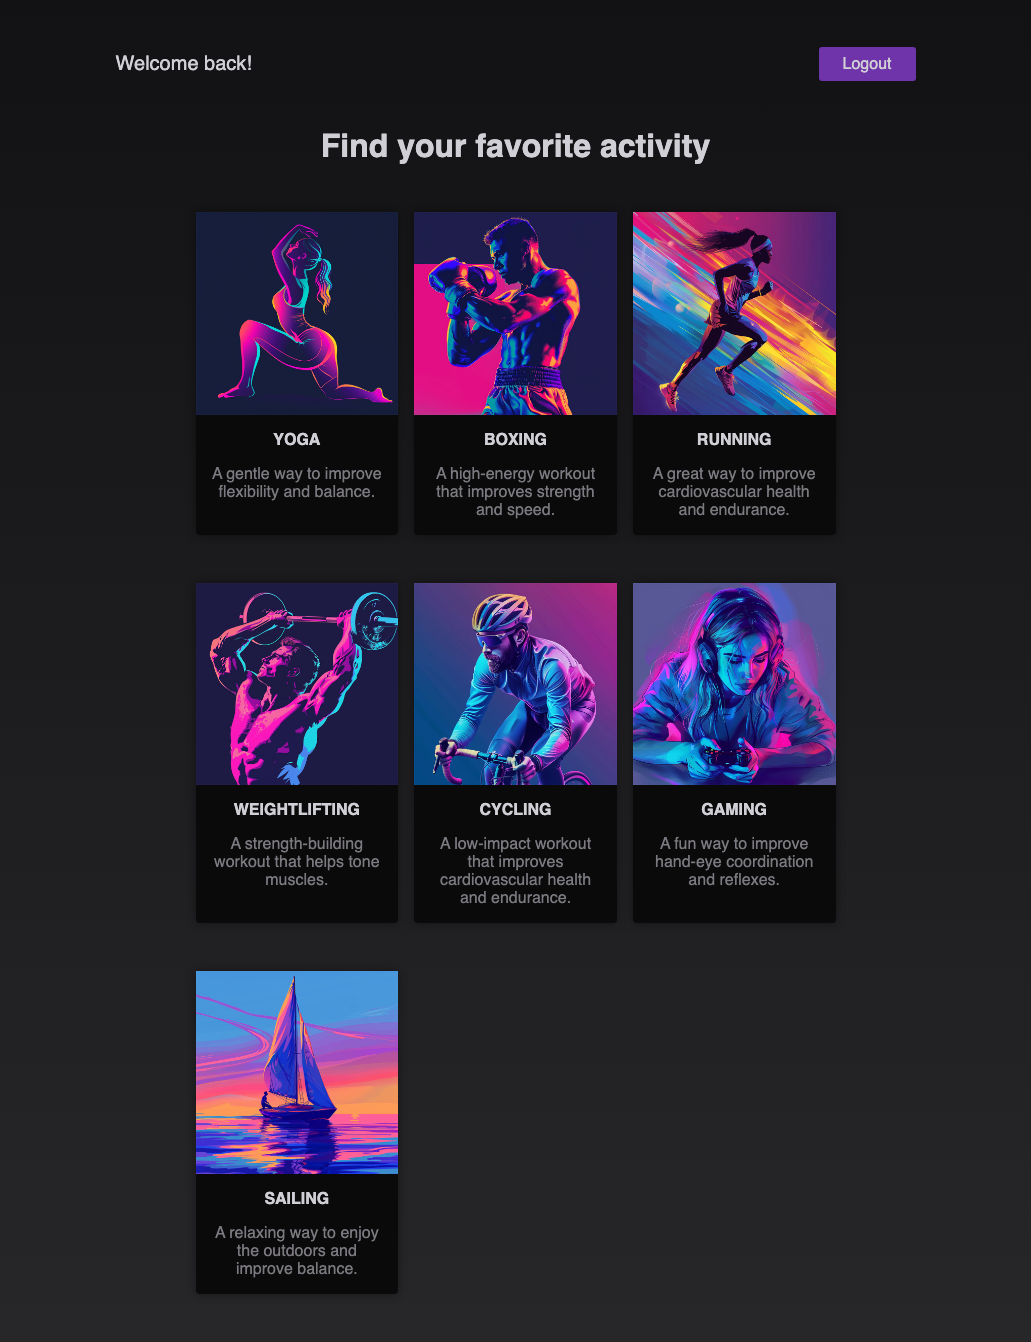 Welcome back!
Logout
Find your favorite activity
YOGA
A gentle way to improve
flexibility and balance.
BOXING
A high-energy workout
that improves strength
and speed.
RUNNING
A great way to improve
cardiovascular health
and endurance.
WEIGHTLIFTING
A strength-building
workout that helps tone
muscles.
CYCLING
A low-impact workout
that improves
cardiovascular health
and endurance.
GAMING
A fun way to improve
hand-eye coordination
and reflexes.
SAILING
A relaxing way to enjoy
the outdoors and
improve balance.